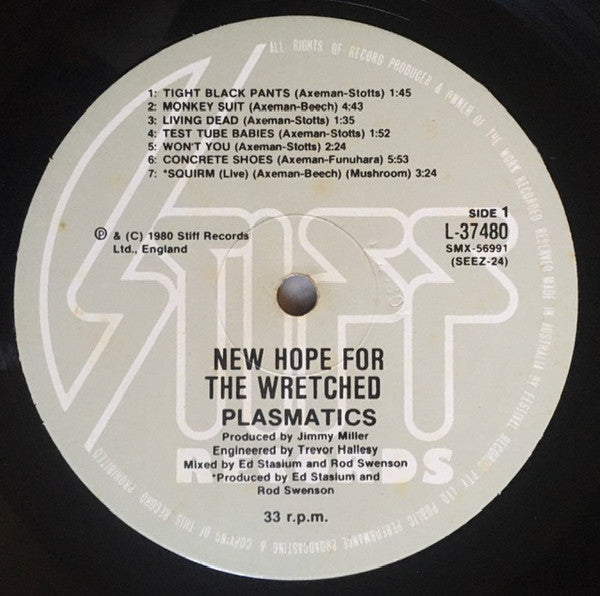 ALL RIGHTS OF RECORD PRODUCER & OWNER OF THE WORK RECORDED RESERVED MADE IN AUSTRALIA BY FESTIVAL RECORDS PTY LTD PUBLIC PERFORMANCE BROADCASTING & COPYING OF THIS RECORD PROHIBITED
1: TIGHT BLACK PANTS (Axeman-Stotts) 1:45
2: MONKEY SUIT (Axeman-Beech) 4:43
3: LIVING DEAD (Axeman-Stotts) 1:35
4: TEST TUBE BABIES (Axeman-Stotts) 1:52
5: WON'T YOU (Axeman-Stotts) 2:24
6: CONCRETE SHOES (Axeman-Funuhara) 5:53
7: *SQUIRM (Live) (Axeman-Beech) (Mushroom) 3:24
SIDE 1
L-37480
SMX-56991
(SEEZ-24)
Ⓟ & (C) 1980 Stiff Records
Ltd., England
STIFF
RECORDS
NEW HOPE FOR
THE WRETCHED
PLASMATICS
Produced by Jimmy Miller
Engineered by Trevor Hallesy
Mixed by Ed Stasium and Rod Swenson
*Produced by Ed Stasium and
Rod Swenson
33 r.p.m.